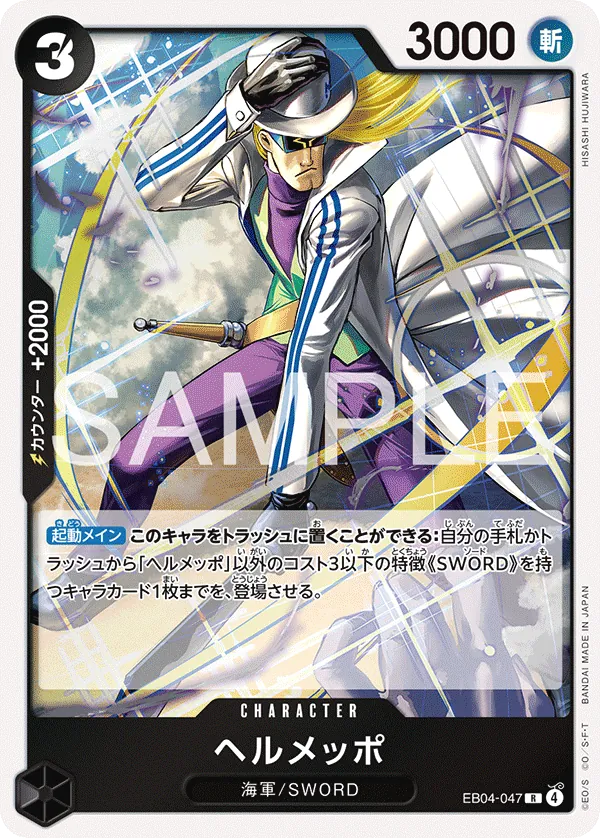 3
3000
斬
HISASHI HUJIWARA
カウンター +2000
SAMPLE
起動メイン このキャラをトラッシュに置くことができる：自分の手札かト
ラッシュから「ヘルメッポ」以外のコスト3以下の特徴《SWORD》を持
つキャラカード1枚までを、登場させる。
CHARACTER
ヘルメッポ
海軍/SWORD
EB04-047 R 4
©E.O/S ©O/S・F・T BANDAI MADE IN JAPAN